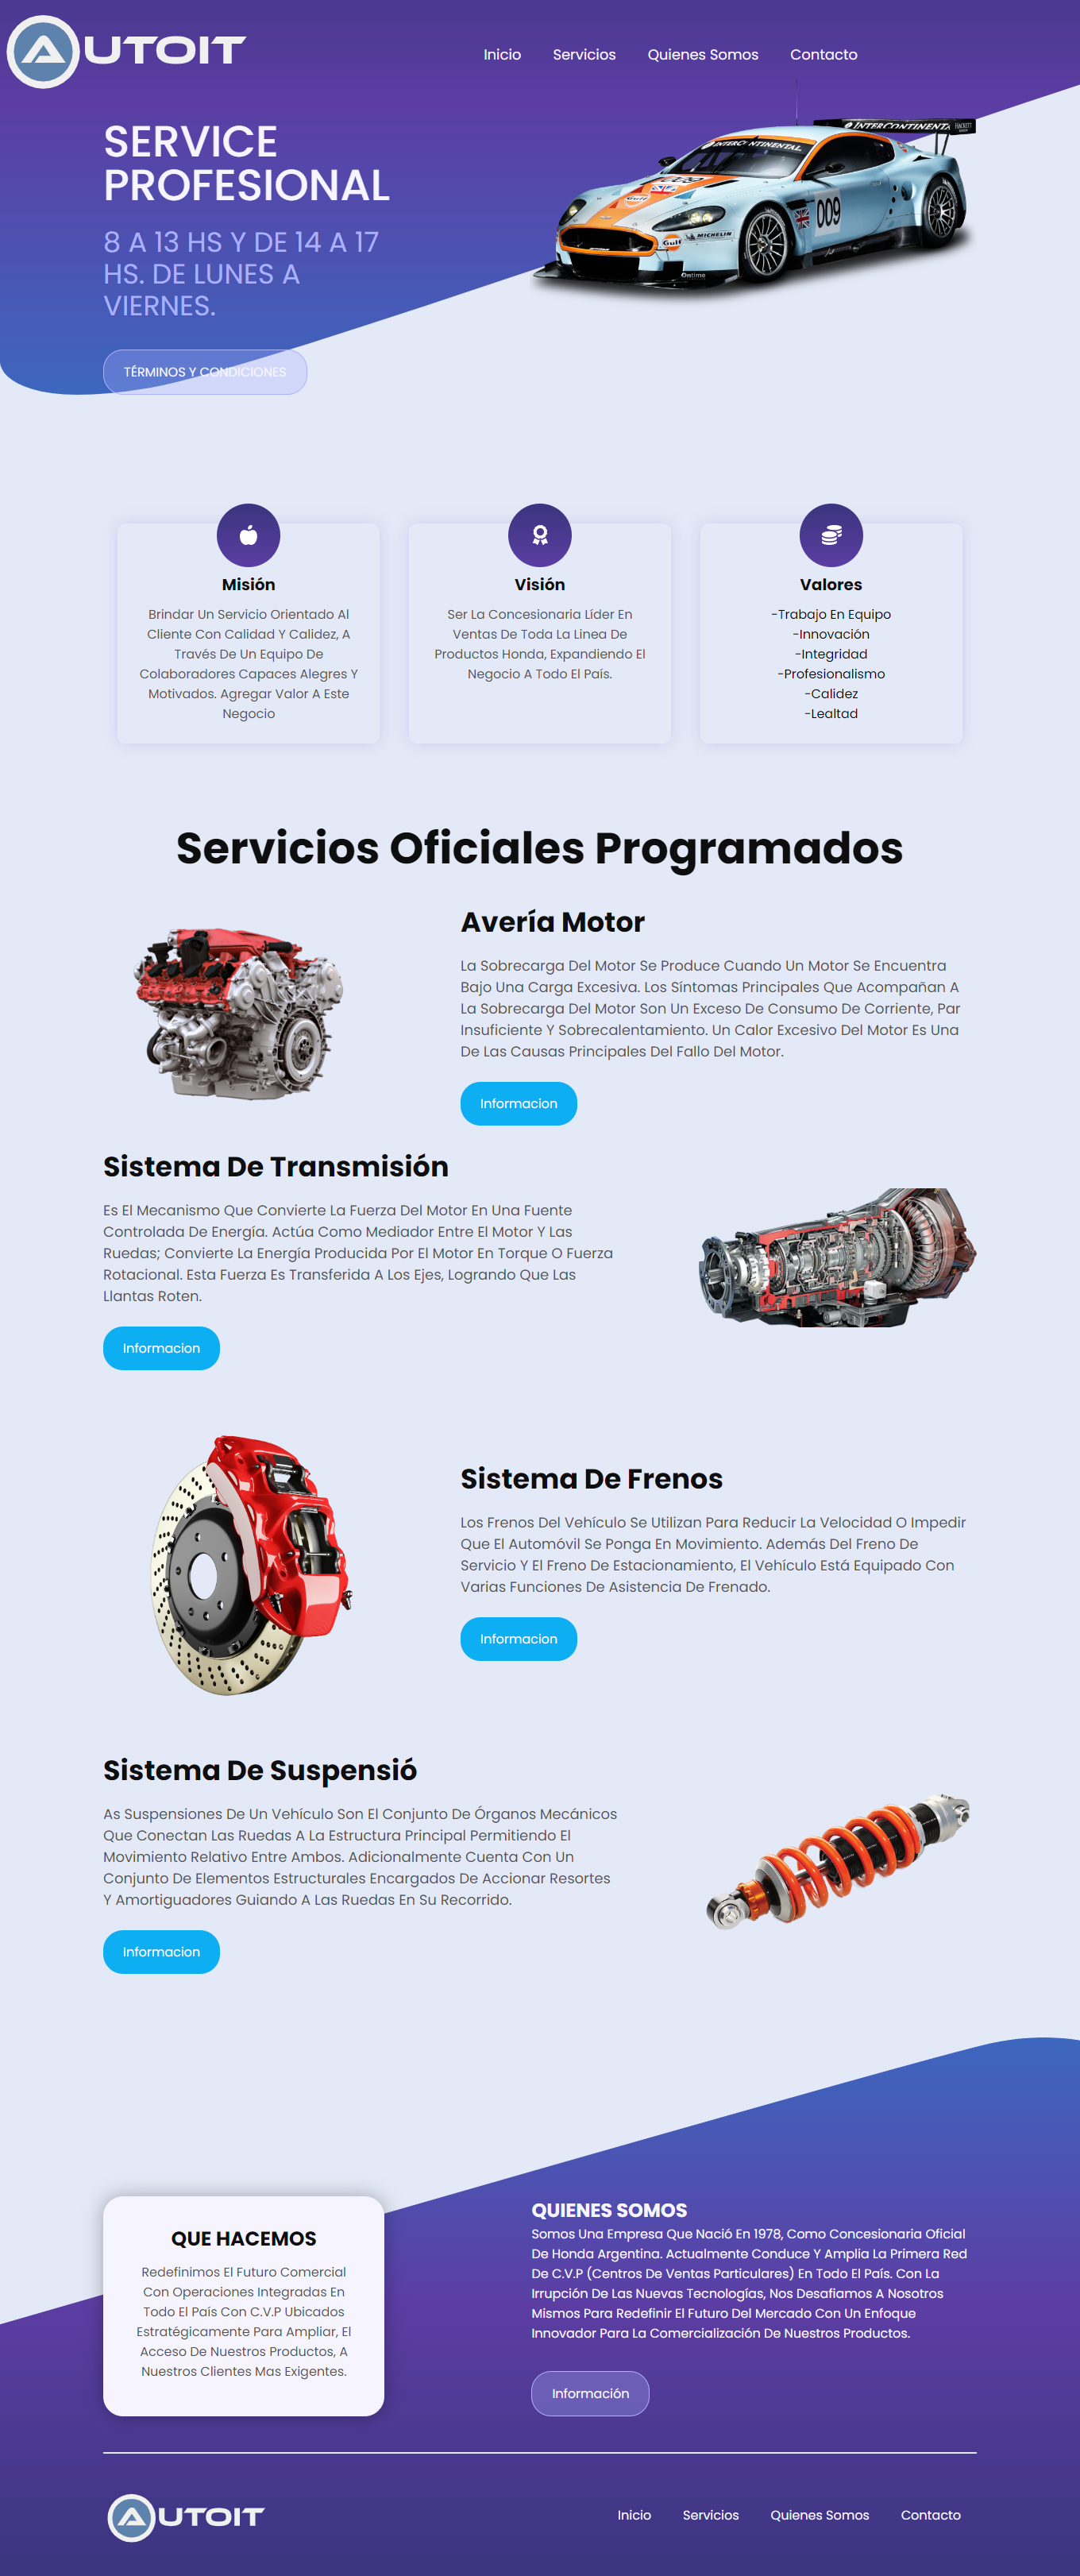 AUTOIT
Inicio Servicios Quienes Somos Contacto
SERVICE
PROFESIONAL
8 A 13 HS Y DE 14 A 17
HS. DE LUNES A
VIERNES.
TÉRMINOS Y CONDICIONES
INTERCONTINENTAL
INTERCONTINENTAL
HACKETT
009
Gulf
Gulf
MICHELIN
Misión
Brindar Un Servicio Orientado Al
Cliente Con Calidad Y Calidez, A
Través De Un Equipo De
Colaboradores Capaces Alegres Y
Motivados. Agregar Valor A Este
Negocio
Visión
Ser La Concesionaria Líder En
Ventas De Toda La Linea De
Productos Honda, Expandiendo El
Negocio A Todo El País.
Valores
-Trabajo En Equipo
-Innovación
-Integridad
-Profesionalismo
-Calidez
-Lealtad
Servicios Oficiales Programados
Avería Motor
La Sobrecarga Del Motor Se Produce Cuando Un Motor Se Encuentra
Bajo Una Carga Excesiva. Los Síntomas Principales Que Acompañan A
La Sobrecarga Del Motor Son Un Exceso De Consumo De Corriente, Par
Insuficiente Y Sobrecalentamiento. Un Calor Excesivo Del Motor Es Una
De Las Causas Principales Del Fallo Del Motor.
Informacion
Sistema De Transmisión
Es El Mecanismo Que Convierte La Fuerza Del Motor En Una Fuente
Controlada De Energía. Actúa Como Mediador Entre El Motor Y Las
Ruedas; Convierte La Energía Producida Por El Motor En Torque O Fuerza
Rotacional. Esta Fuerza Es Transferida A Los Ejes, Logrando Que Las
Llantas Roten.
Informacion
Sistema De Frenos
Los Frenos Del Vehículo Se Utilizan Para Reducir La Velocidad O Impedir
Que El Automóvil Se Ponga En Movimiento. Además Del Freno De
Servicio Y El Freno De Estacionamiento, El Vehículo Está Equipado Con
Varias Funciones De Asistencia De Frenado.
Informacion
Sistema De Suspensió
As Suspensiones De Un Vehículo Son El Conjunto De Órganos Mecánicos
Que Conectan Las Ruedas A La Estructura Principal Permitiendo El
Movimiento Relativo Entre Ambos. Adicionalmente Cuenta Con Un
Conjunto De Elementos Estructurales Encargados De Accionar Resortes
Y Amortiguadores Guiando A Las Ruedas En Su Recorrido.
Informacion
QUE HACEMOS
Redefinimos El Futuro Comercial
Con Operaciones Integradas En
Todo El País Con C.V.P Ubicados
Estratégicamente Para Ampliar, El
Acceso De Nuestros Productos, A
Nuestros Clientes Mas Exigentes.
QUIENES SOMOS
Somos Una Empresa Que Nació En 1978, Como Concesionaria Oficial
De Honda Argentina. Actualmente Conduce Y Amplia La Primera Red
De C.V.P (Centros De Ventas Particulares) En Todo El País. Con La
Irrupción De Las Nuevas Tecnologías, Nos Desafiamos A Nosotros
Mismos Para Redefinir El Futuro Del Mercado Con Un Enfoque
Innovador Para La Comercialización De Nuestros Productos.
Información
AUTOIT
Inicio Servicios Quienes Somos Contacto